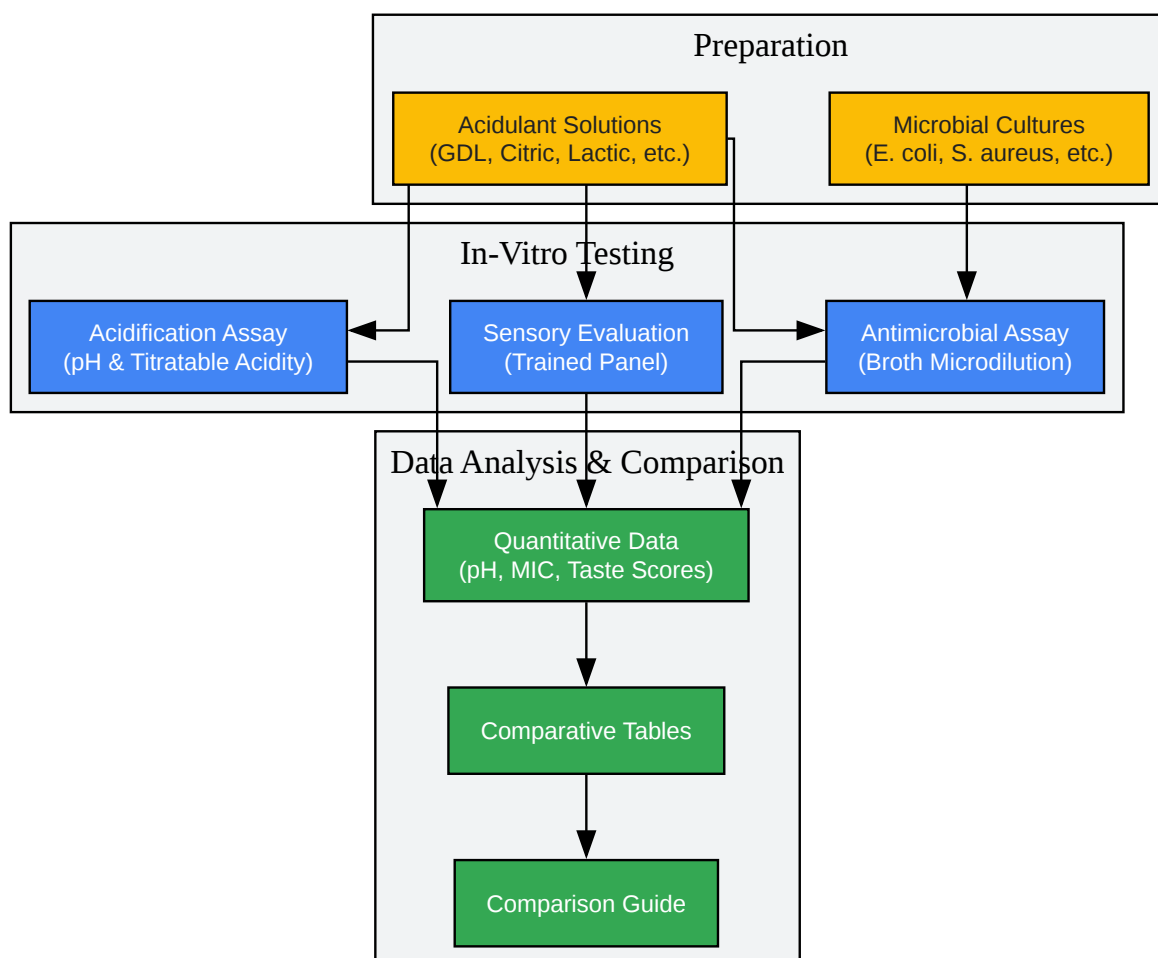 Preparation
Acidulant Solutions
(GDL, Citric, Lactic, etc.)
Microbial Cultures
(E. coli, S. aureus, etc.)
In-Vitro Testing
Acidification Assay
(pH & Titratable Acidity)
Sensory Evaluation
(Trained Panel)
Antimicrobial Assay
(Broth Microdilution)
Data Analysis & Comparison
Quantitative Data
(pH, MIC, Taste Scores)
Comparative Tables
Comparison Guide